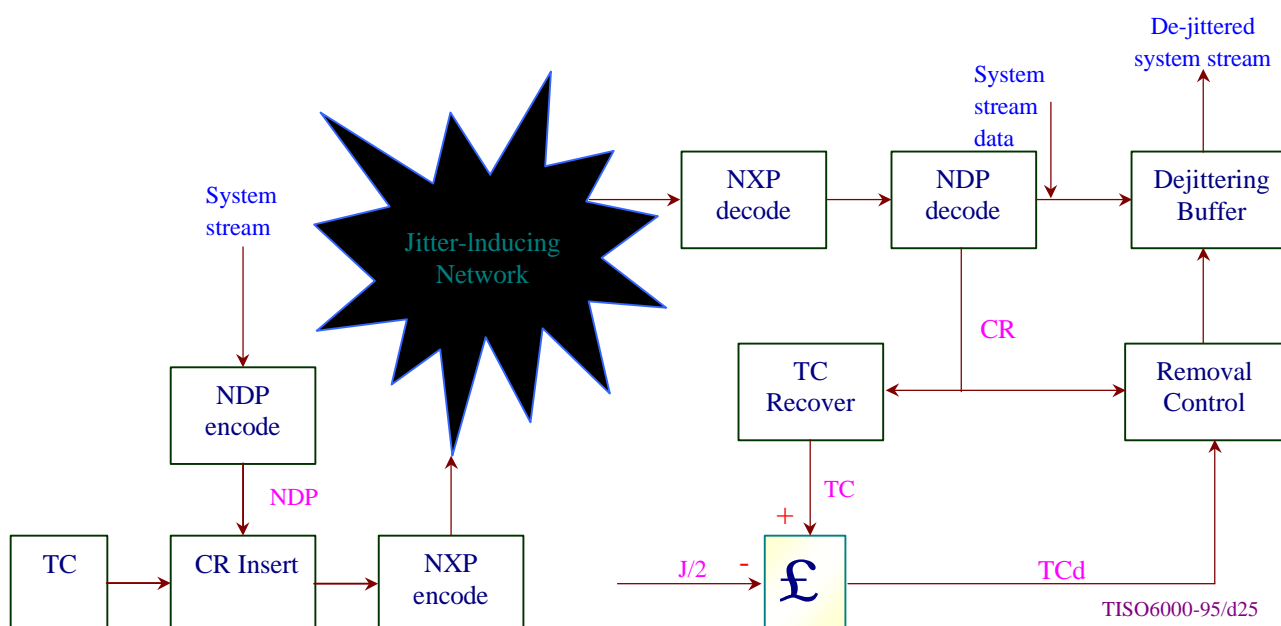 De-jittered
system stream
System
stream
data
System
stream
NXP
decode
NDP
decode
Dejittering
Buffer
Jitter-lnducing
Network
CR
NDP
encode
TC
Recover
Removal
Control
NDP
TC
+
TC
CR Insert
NXP
encode
J/2
-
£
TCd
TISO6000-95/d25